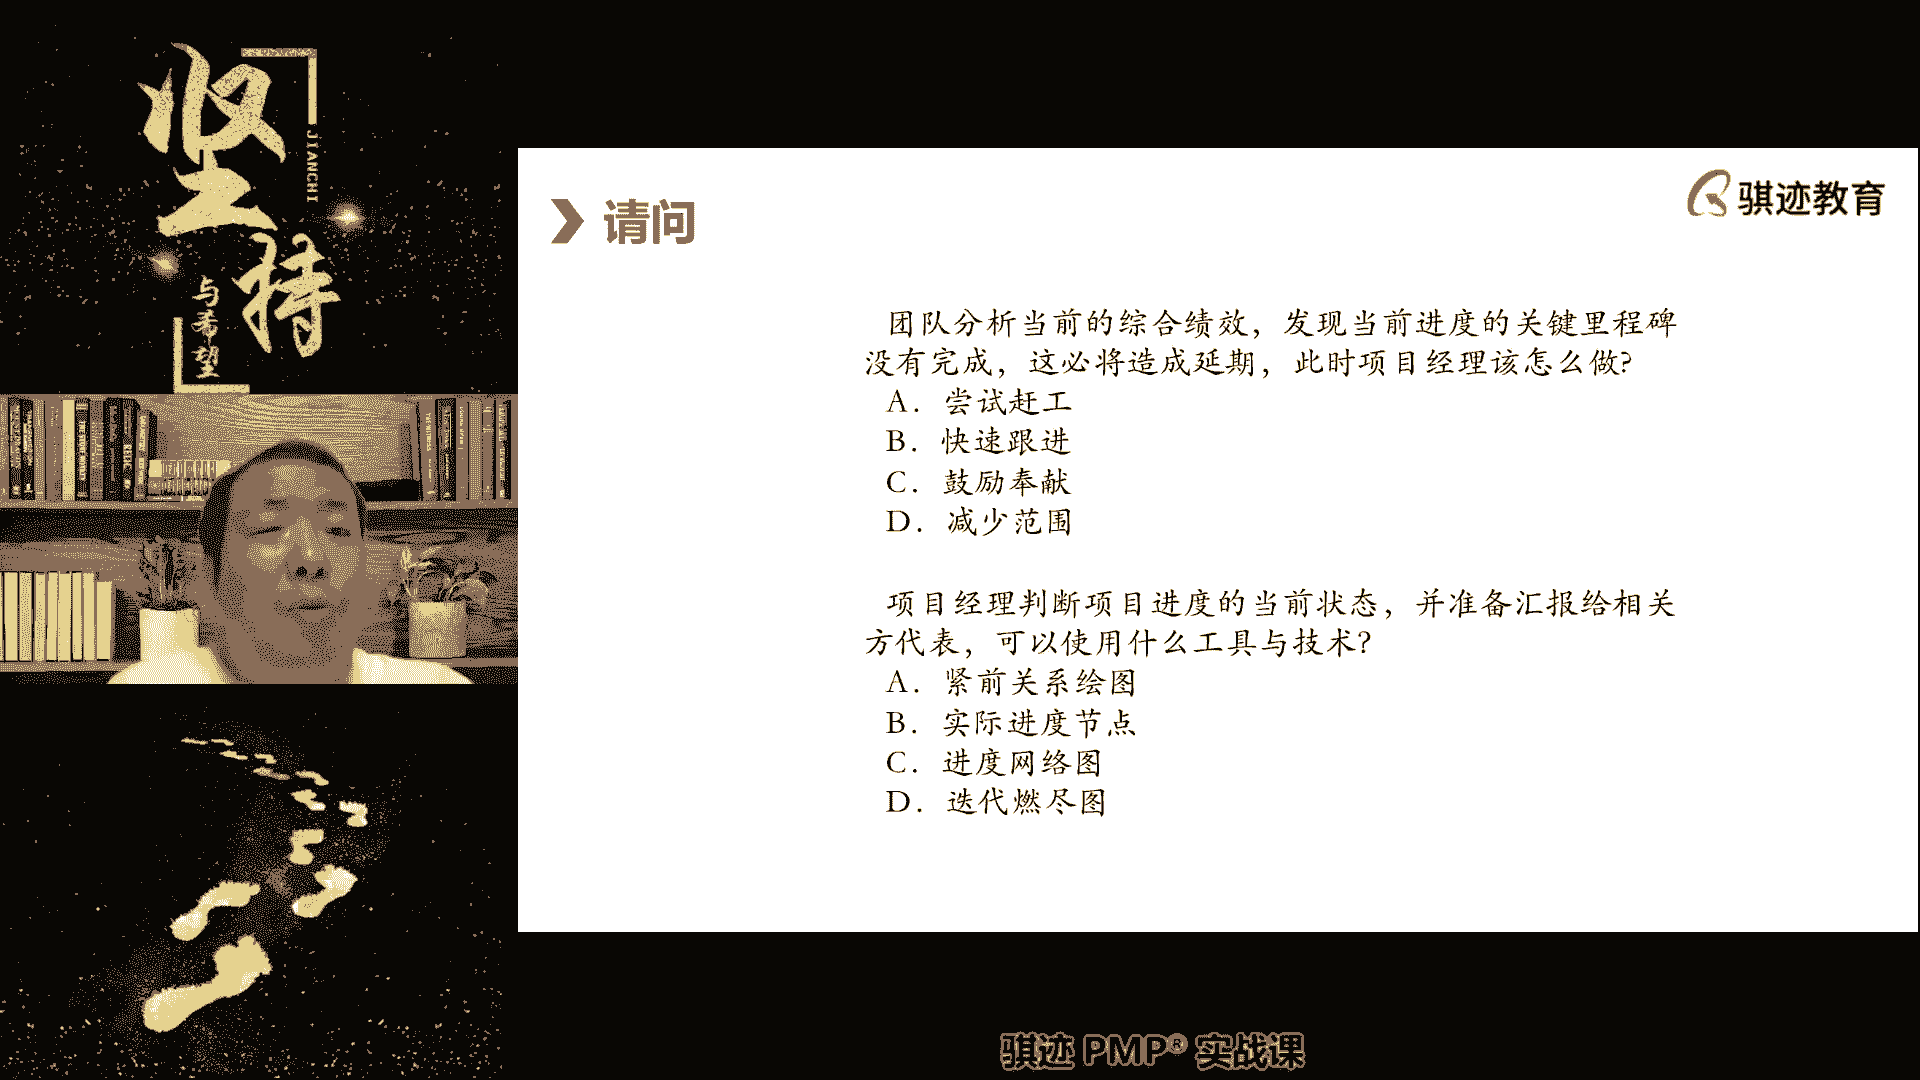 坚持
JIANCHI
与希望
请问
骐迹教育
团队分析当前的综合绩效，发现当前进度的关键里程碑
没有完成，这必将造成延期，此时项目经理该怎么做?
A．尝试赶工
B．快速跟进
C．鼓励奉献
D．减少范围
项目经理判断项目进度的当前状态，并准备汇报给相关
方代表，可以使用什么工具与技术?
A．紧前关系绘图
B．实际进度节点
C．进度网络图
D．迭代燃尽图
骐迹 PMP® 实战课